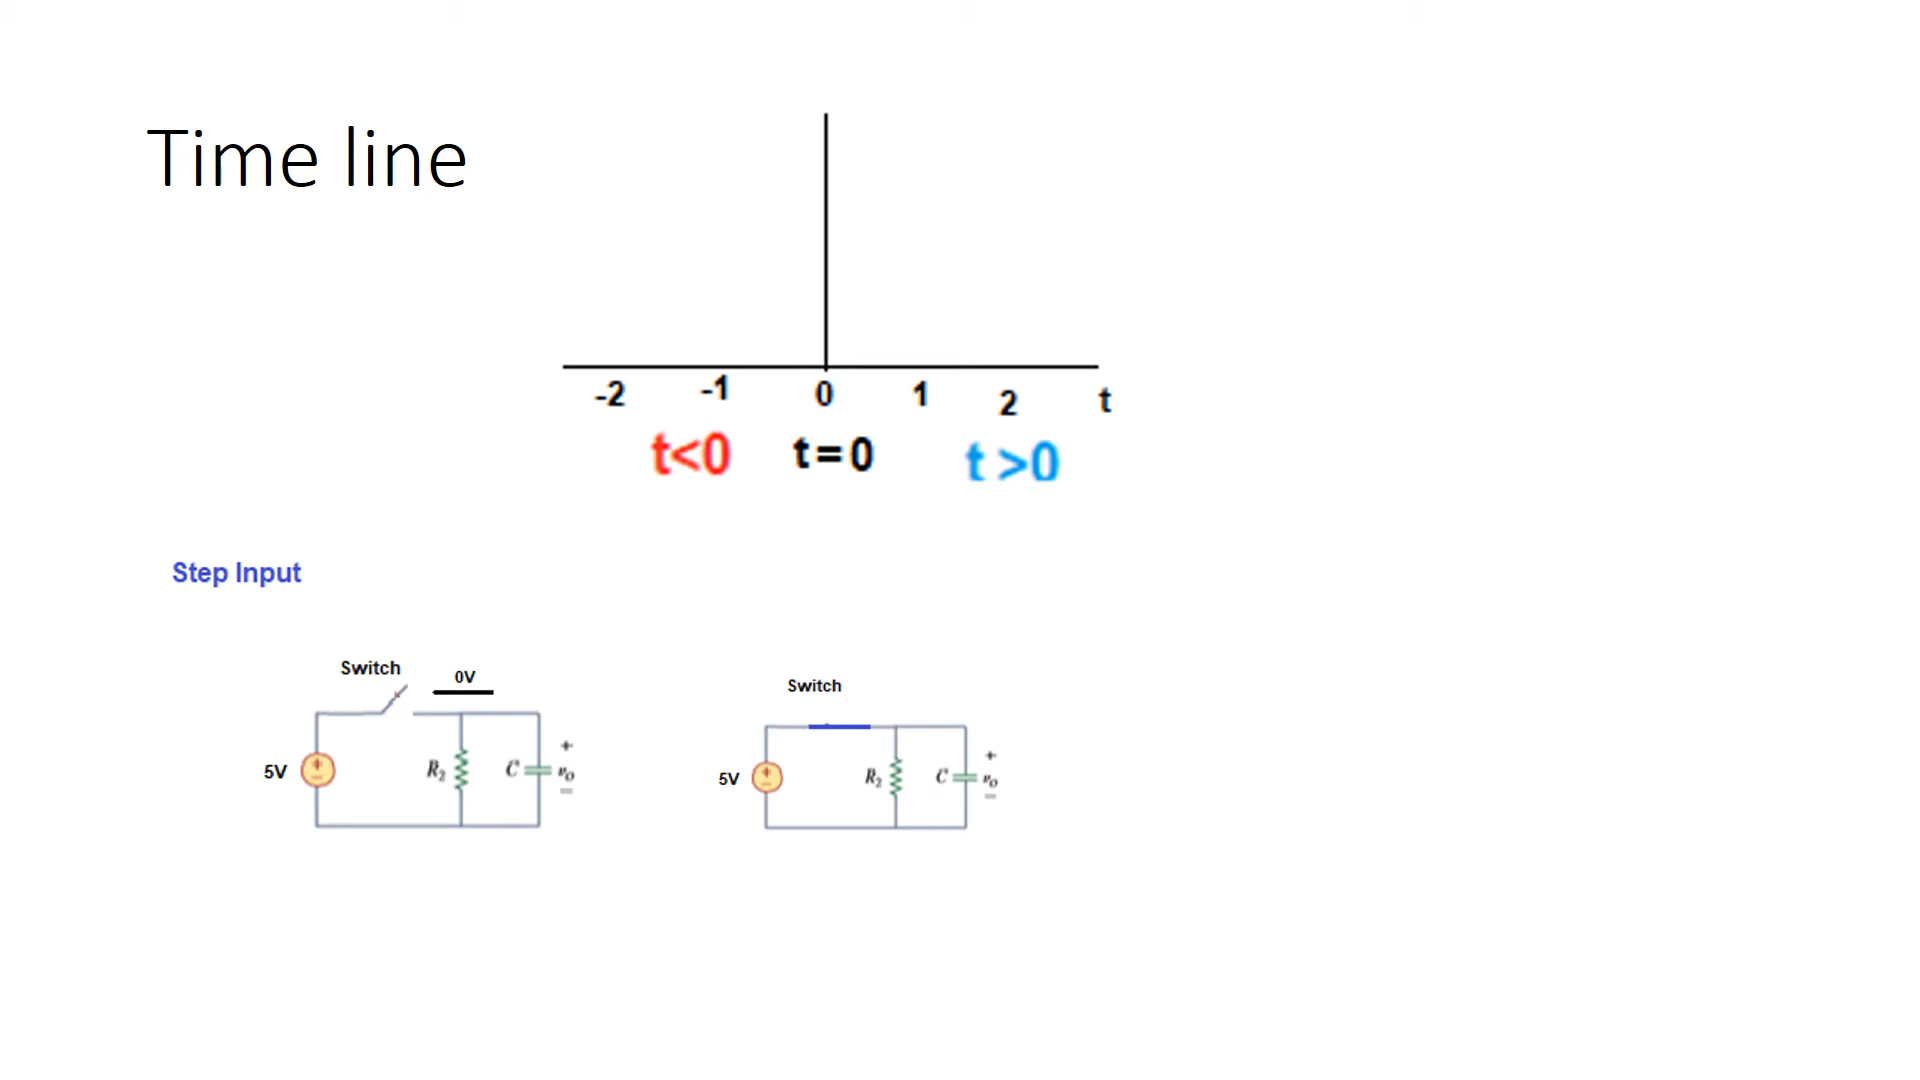 Time line
-2 -1 0 1 2 t
t<0 t=0 t >0
Step Input
Switch 0V
5V R₂ C + v₀ −
Switch
5V R₂ C + v₀ −